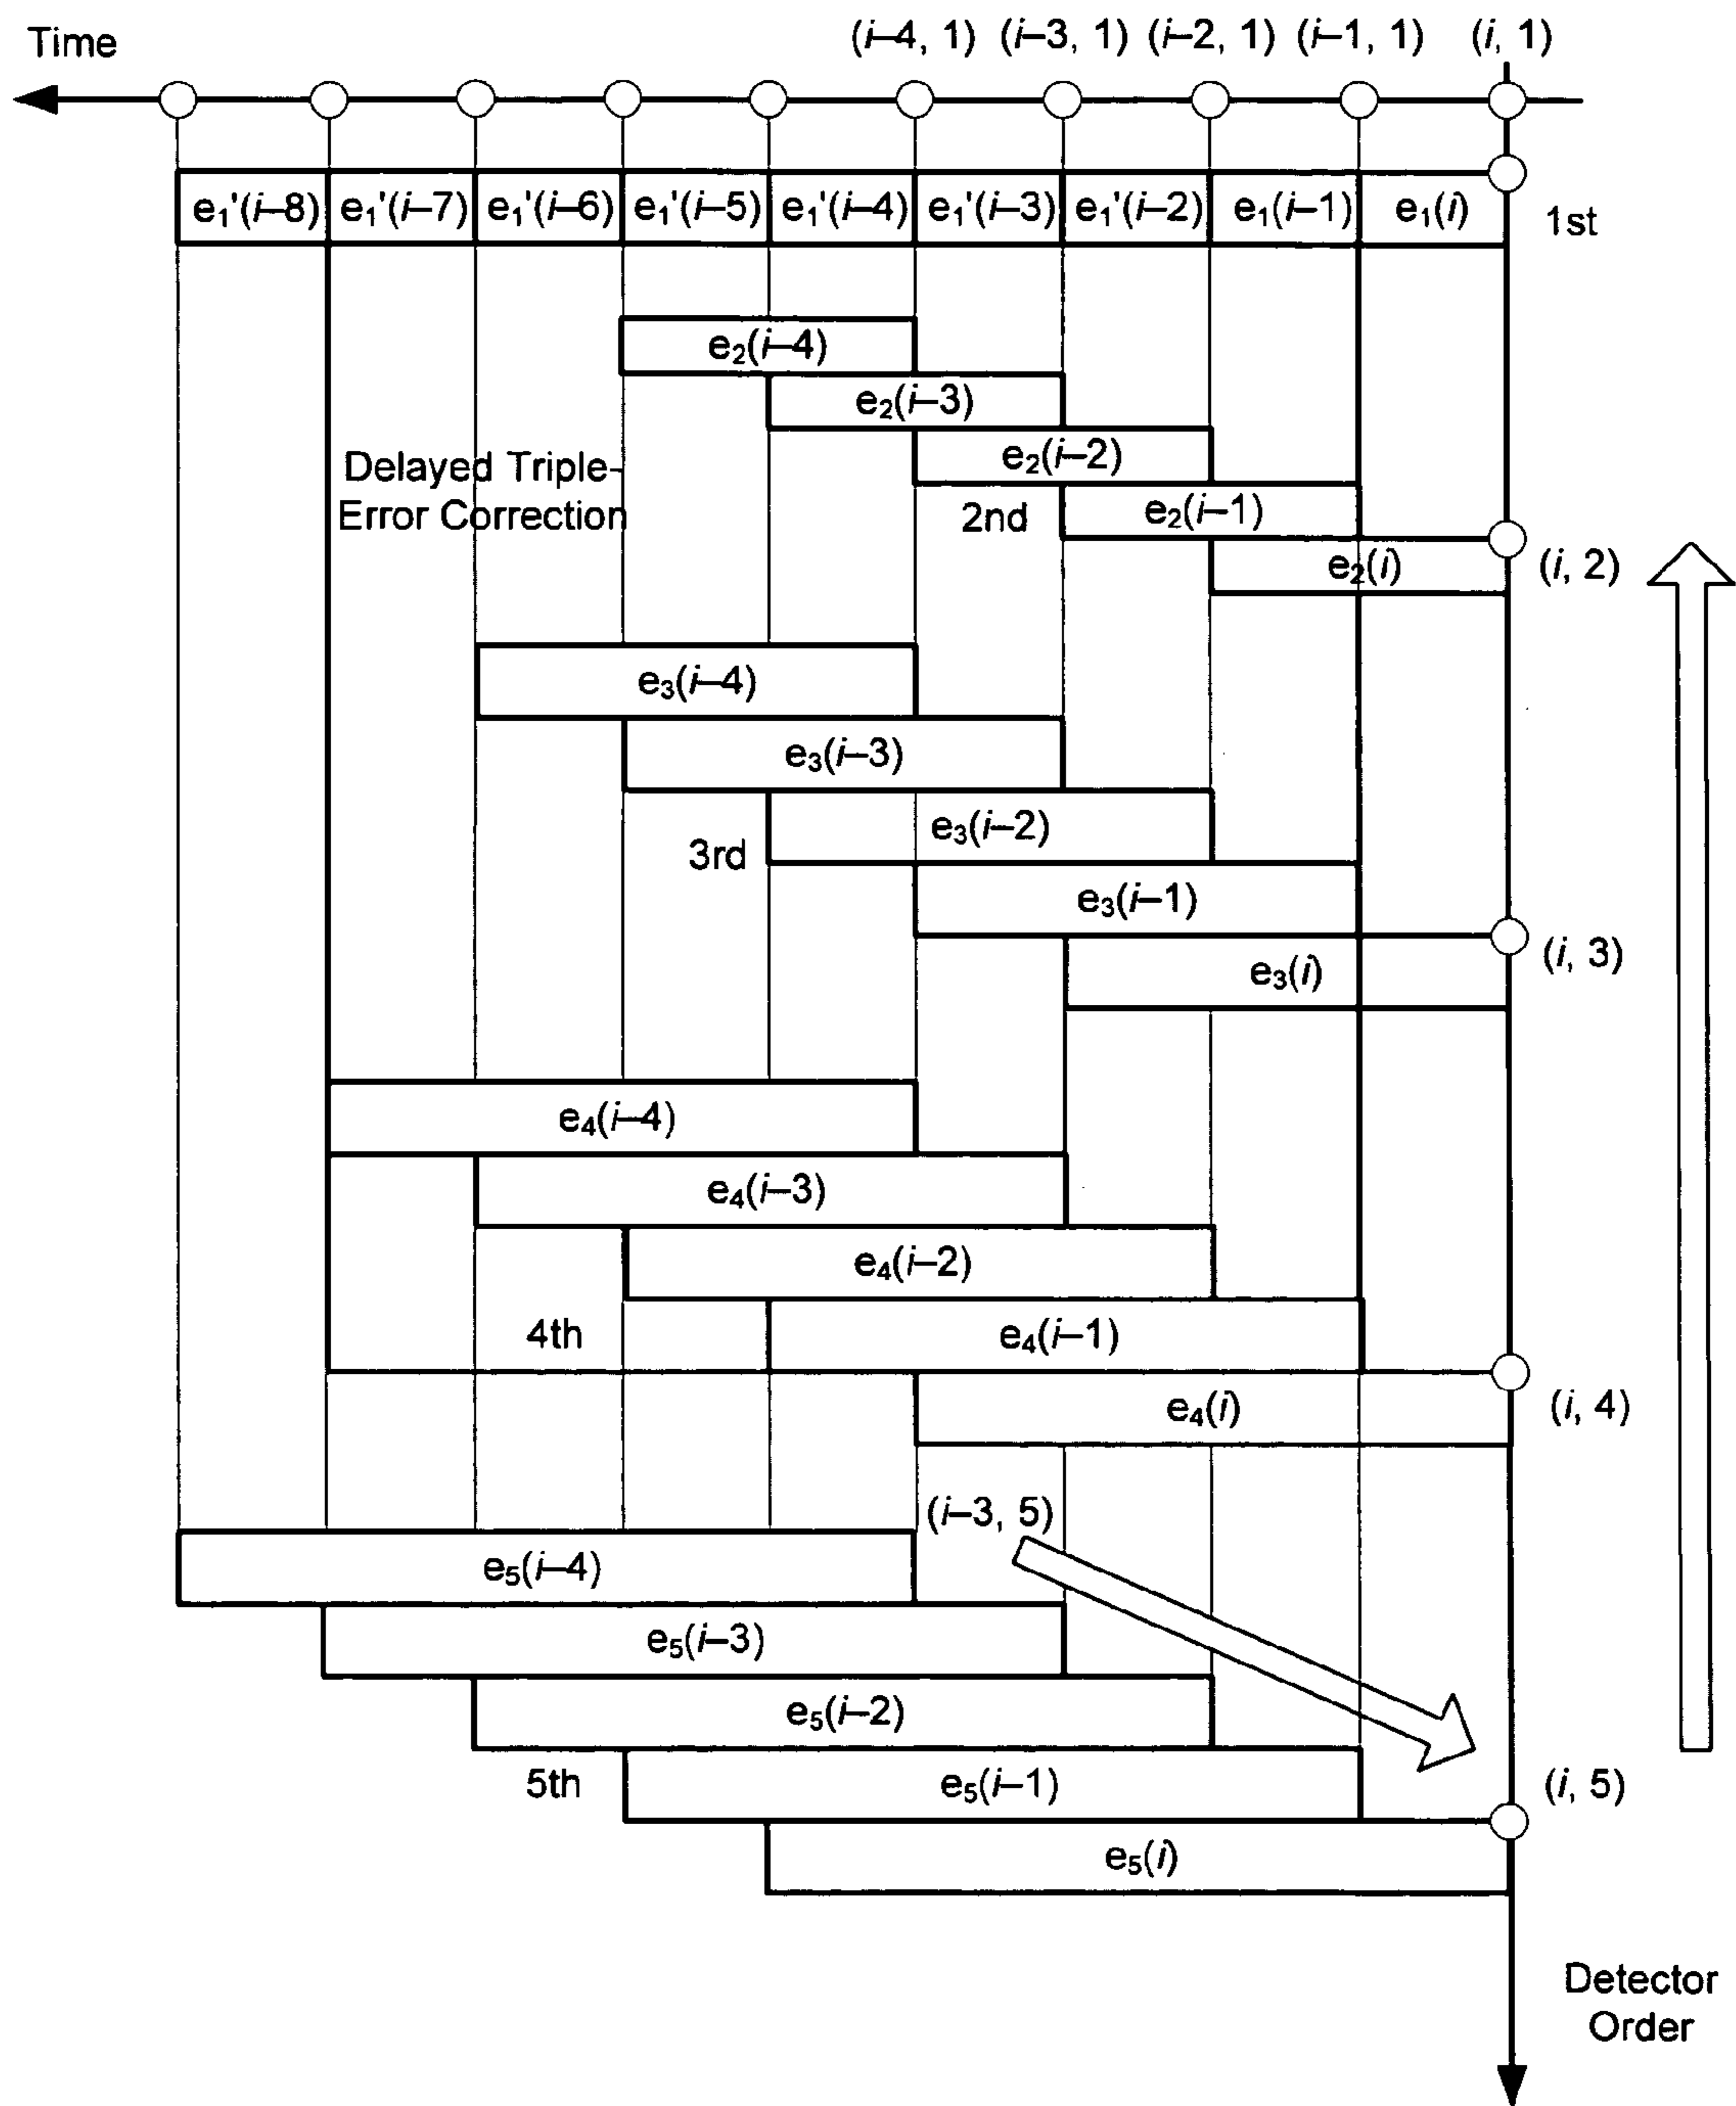 Time (i–4, 1) (i–3, 1) (i–2, 1) (i–1, 1) (i, 1)
e₁'(i–8) e₁'(i–7) e₁'(i–6) e₁'(i–5) e₁'(i–4) e₁'(i–3) e₁'(i–2) e₁(i–1) e₁(i) 1st
e₂(i–4)
e₂(i–3)
e₂(i–2)
Delayed Triple-
Error Correction
2nd e₂(i–1)
e₂(i) (i, 2)
e₃(i–4)
e₃(i–3)
e₃(i–2)
3rd
e₃(i–1)
(i, 3)
e₃(i)
e₄(i–4)
e₄(i–3)
e₄(i–2)
4th e₄(i–1)
e₄(i) (i, 4)
(i–3, 5)
e₅(i–4)
e₅(i–3)
e₅(i–2)
5th e₅(i–1) (i, 5)
e₅(i)
Detector
Order